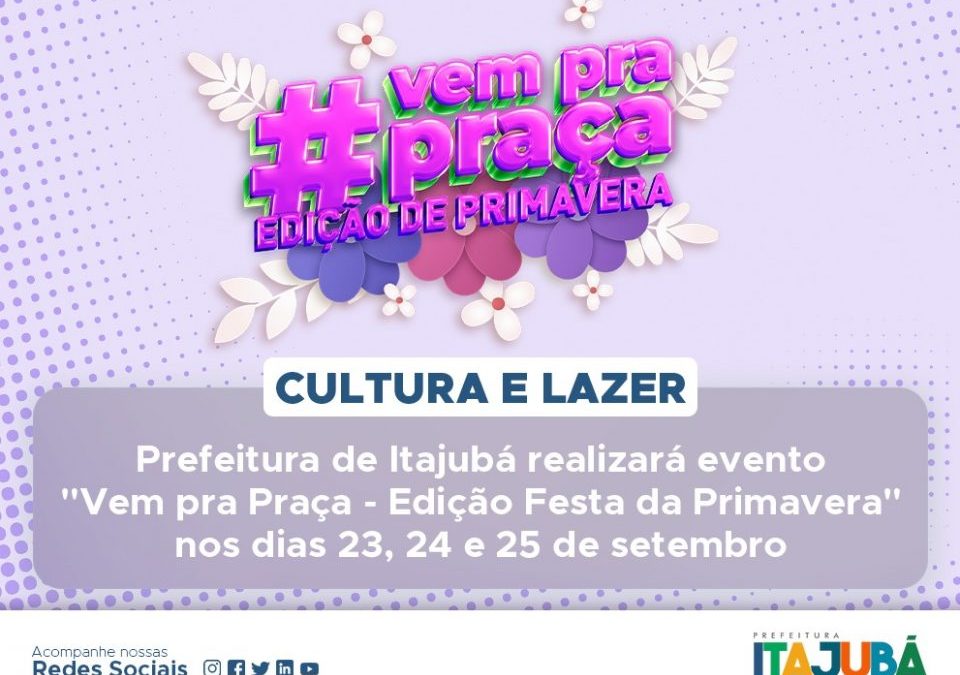 #vem pra
praça
EDIÇÃO DE PRIMAVERA
CULTURA E LAZER
Prefeitura de Itajubá realizará evento
"Vem pra Praça - Edição Festa da Primavera"
nos dias 23, 24 e 25 de setembro
Acompanhe nossas
Redes Sociais
PREFEITURA
ITAJUBÁ